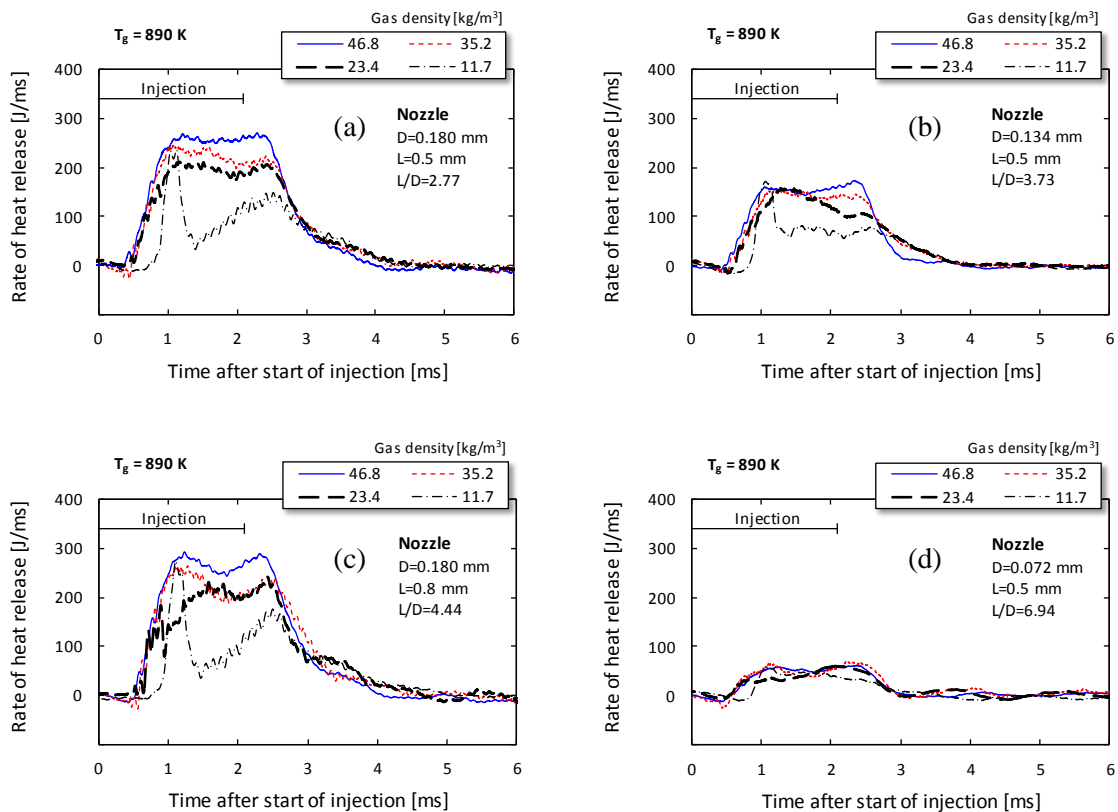 Gas density [kg/m³]
T_g = 890 K
46.8 35.2
23.4 11.7
400
Injection
300
(a)
Nozzle
D=0.180 mm
L=0.5 mm
L/D=2.77
200
100
0
Rate of heat release [J/ms]
0 1 2 3 4 5 6
Time after start of injection [ms]
Gas density [kg/m³]
T_g = 890 K
46.8 35.2
23.4 11.7
400
Injection
300
(b)
Nozzle
D=0.134 mm
L=0.5 mm
L/D=3.73
200
100
0
Rate of heat release [J/ms]
0 1 2 3 4 5 6
Time after start of injection [ms]
Gas density [kg/m³]
T_g = 890 K
46.8 35.2
23.4 11.7
400
Injection
300
(c)
Nozzle
D=0.180 mm
L=0.8 mm
L/D=4.44
200
100
0
Rate of heat release [J/ms]
0 1 2 3 4 5 6
Time after start of injection [ms]
Gas density [kg/m³]
T_g = 890 K
46.8 35.2
23.4 11.7
400
Injection
300
(d)
Nozzle
D=0.072 mm
L=0.5 mm
L/D=6.94
200
100
0
Rate of heat release [J/ms]
0 1 2 3 4 5 6
Time after start of injection [ms]